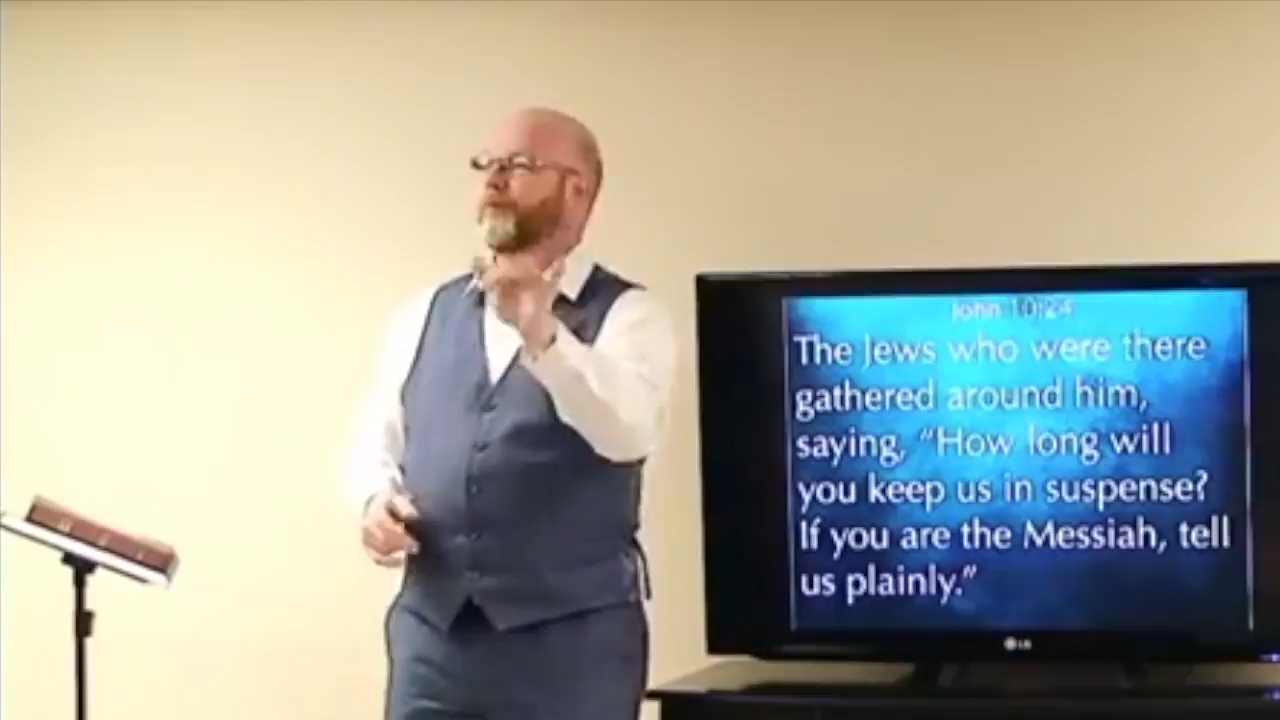 John 10:24
The Jews who were there
gathered around him,
saying, “How long will
you keep us in suspense?
If you are the Messiah, tell
us plainly.”
LG